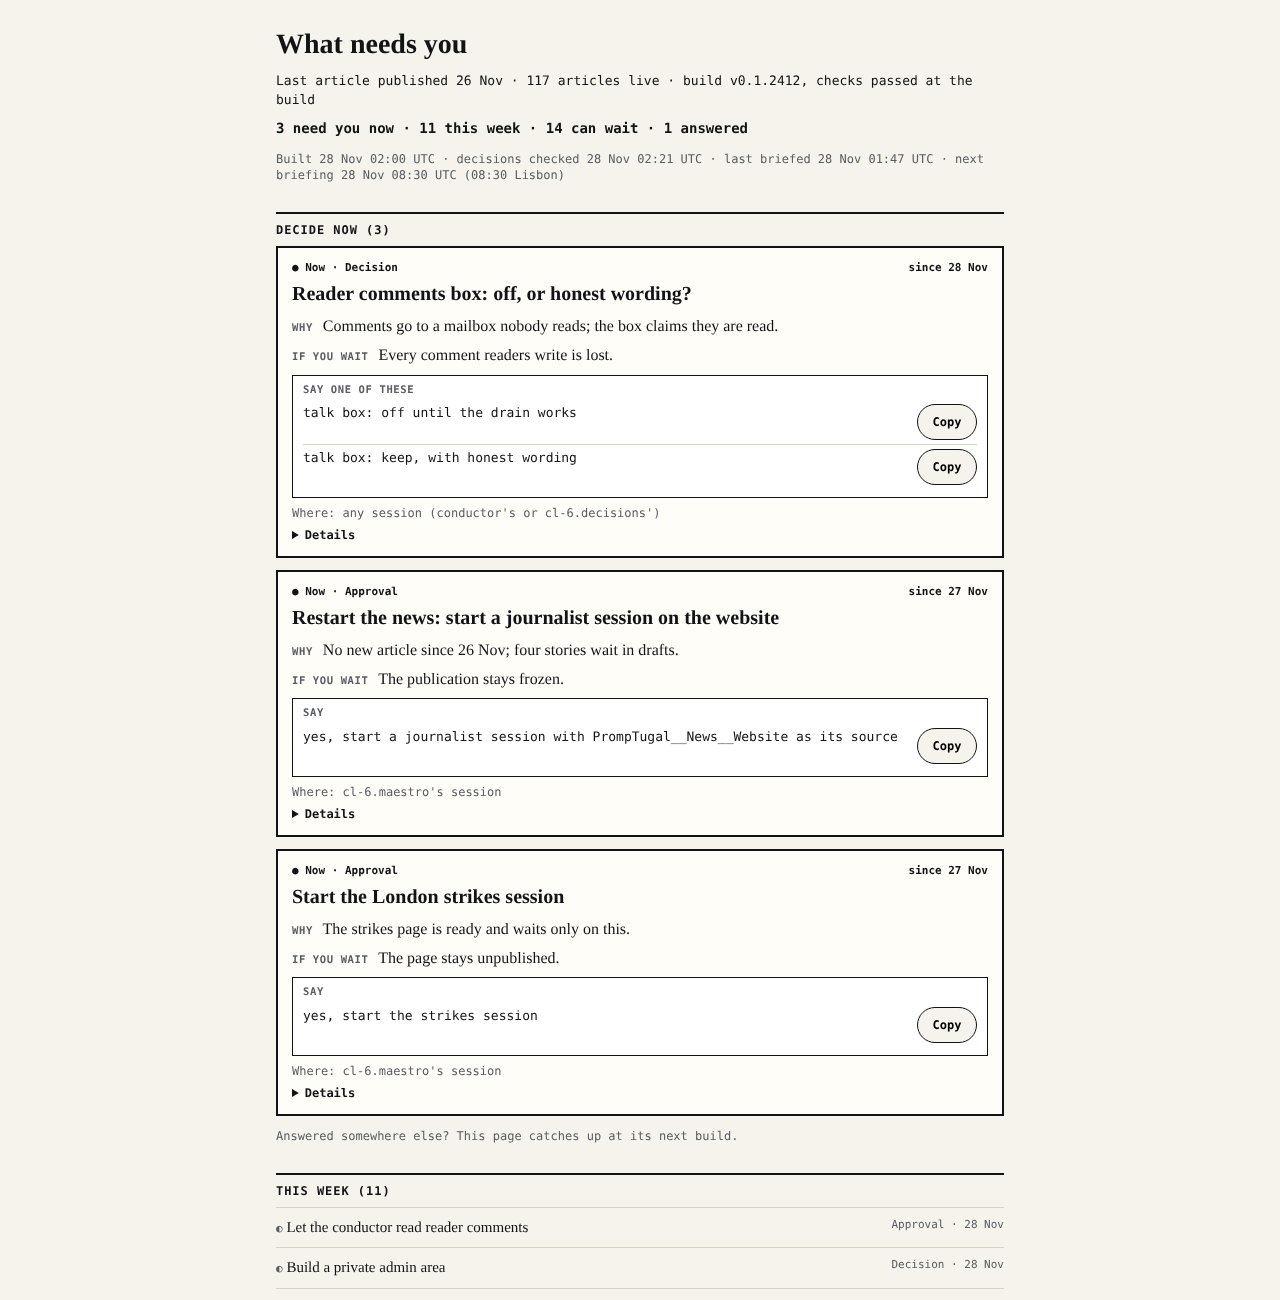 What needs you
Last article published 26 Nov · 117 articles live · build v0.1.2412, checks passed at the
build
3 need you now · 11 this week · 14 can wait · 1 answered
Built 28 Nov 02:00 UTC · decisions checked 28 Nov 02:21 UTC · last briefed 28 Nov 01:47 UTC · next
briefing 28 Nov 08:30 UTC (08:30 Lisbon)
DECIDE NOW (3)
● Now · Decision since 28 Nov
Reader comments box: off, or honest wording?
WHY Comments go to a mailbox nobody reads; the box claims they are read.
IF YOU WAIT Every comment readers write is lost.
SAY ONE OF THESE
talk box: off until the drain works Copy
talk box: keep, with honest wording Copy
Where: any session (conductor's or cl-6.decisions')
▶ Details
● Now · Approval since 27 Nov
Restart the news: start a journalist session on the website
WHY No new article since 26 Nov; four stories wait in drafts.
IF YOU WAIT The publication stays frozen.
SAY
yes, start a journalist session with PrompTugal__News__Website as its source Copy
Where: cl-6.maestro's session
▶ Details
● Now · Approval since 27 Nov
Start the London strikes session
WHY The strikes page is ready and waits only on this.
IF YOU WAIT The page stays unpublished.
SAY
yes, start the strikes session Copy
Where: cl-6.maestro's session
▶ Details
Answered somewhere else? This page catches up at its next build.
THIS WEEK (11)
◐ Let the conductor read reader comments Approval · 28 Nov
◐ Build a private admin area Decision · 28 Nov